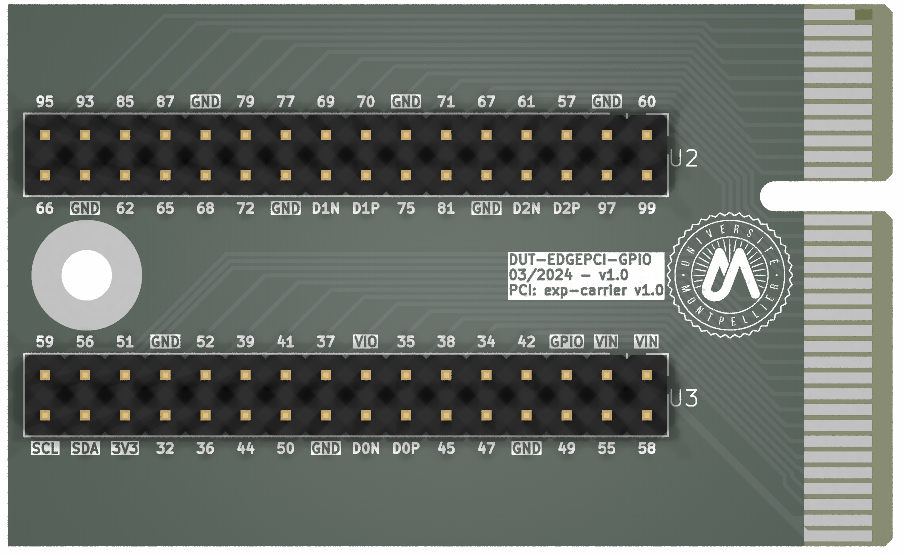 95 93 85 87 GND 79 77 69 70 GND 71 67 61 57 GND 60
U2
66 GND 62 65 68 72 GND D1N D1P 75 81 GND D2N D2P 97 99
DUT-EDGEPCI-GPIO
03/2024 - v1.0
PCI: exp-carrier v1.0
UNIVERSITÉ
MONTPELLIER
59 56 51 GND 52 39 41 37 VIO 35 38 34 42 GPIO VIN VIN
U3
SCL SDA 3V3 32 36 44 50 GND D0N D0P 45 47 GND 49 55 58